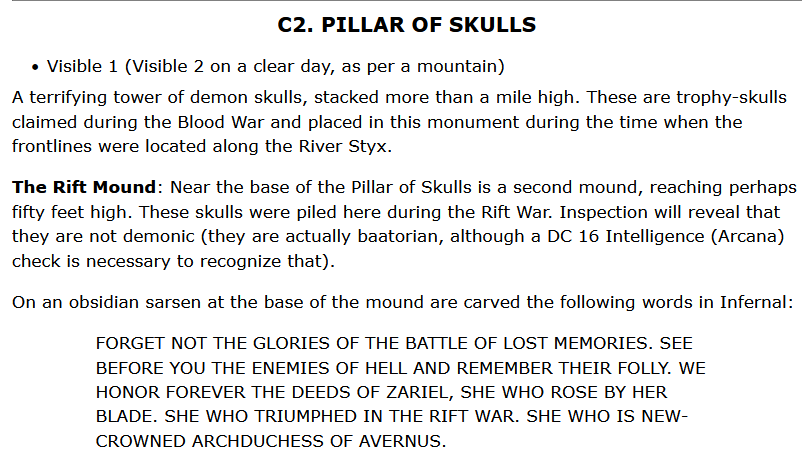 C2. PILLAR OF SKULLS
• Visible 1 (Visible 2 on a clear day, as per a mountain)
A terrifying tower of demon skulls, stacked more than a mile high. These are trophy-skulls
claimed during the Blood War and placed in this monument during the time when the
frontlines were located along the River Styx.
The Rift Mound: Near the base of the Pillar of Skulls is a second mound, reaching perhaps
fifty feet high. These skulls were piled here during the Rift War. Inspection will reveal that
they are not demonic (they are actually baatorian, although a DC 16 Intelligence (Arcana)
check is necessary to recognize that).
On an obsidian sarsen at the base of the mound are carved the following words in Infernal:
FORGET NOT THE GLORIES OF THE BATTLE OF LOST MEMORIES. SEE
BEFORE YOU THE ENEMIES OF HELL AND REMEMBER THEIR FOLLY. WE
HONOR FOREVER THE DEEDS OF ZARIEL, SHE WHO ROSE BY HER
BLADE. SHE WHO TRIUMPHED IN THE RIFT WAR. SHE WHO IS NEW-
CROWNED ARCHDUCHESS OF AVERNUS.